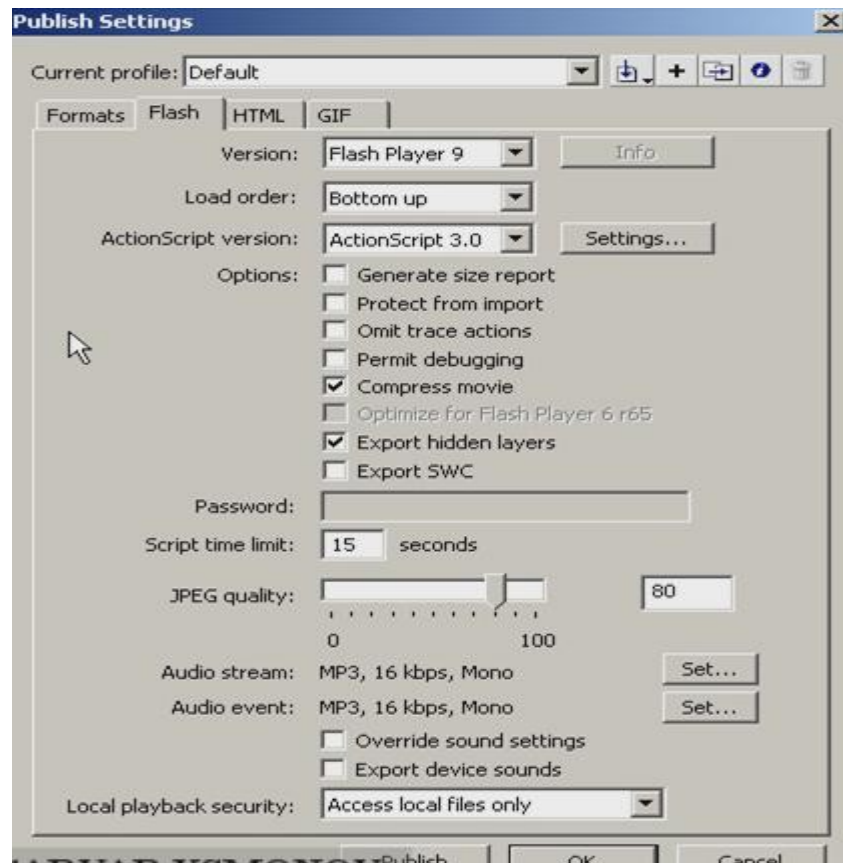 Publish Settings
Current profile: Default
Formats Flash HTML GIF
Version: Flash Player 9 Info
Load order: Bottom up
ActionScript version: ActionScript 3.0 Settings...
Options: Generate size report
Protect from import
Omit trace actions
Permit debugging
Compress movie
Optimize for Flash Player 6 r65
Export hidden layers
Export SWC
Password:
Script time limit: 15 seconds
JPEG quality: 80
0 100
Audio stream: MP3, 16 kbps, Mono Set...
Audio event: MP3, 16 kbps, Mono Set...
Override sound settings
Export device sounds
Local playback security: Access local files only
Publish OK Cancel